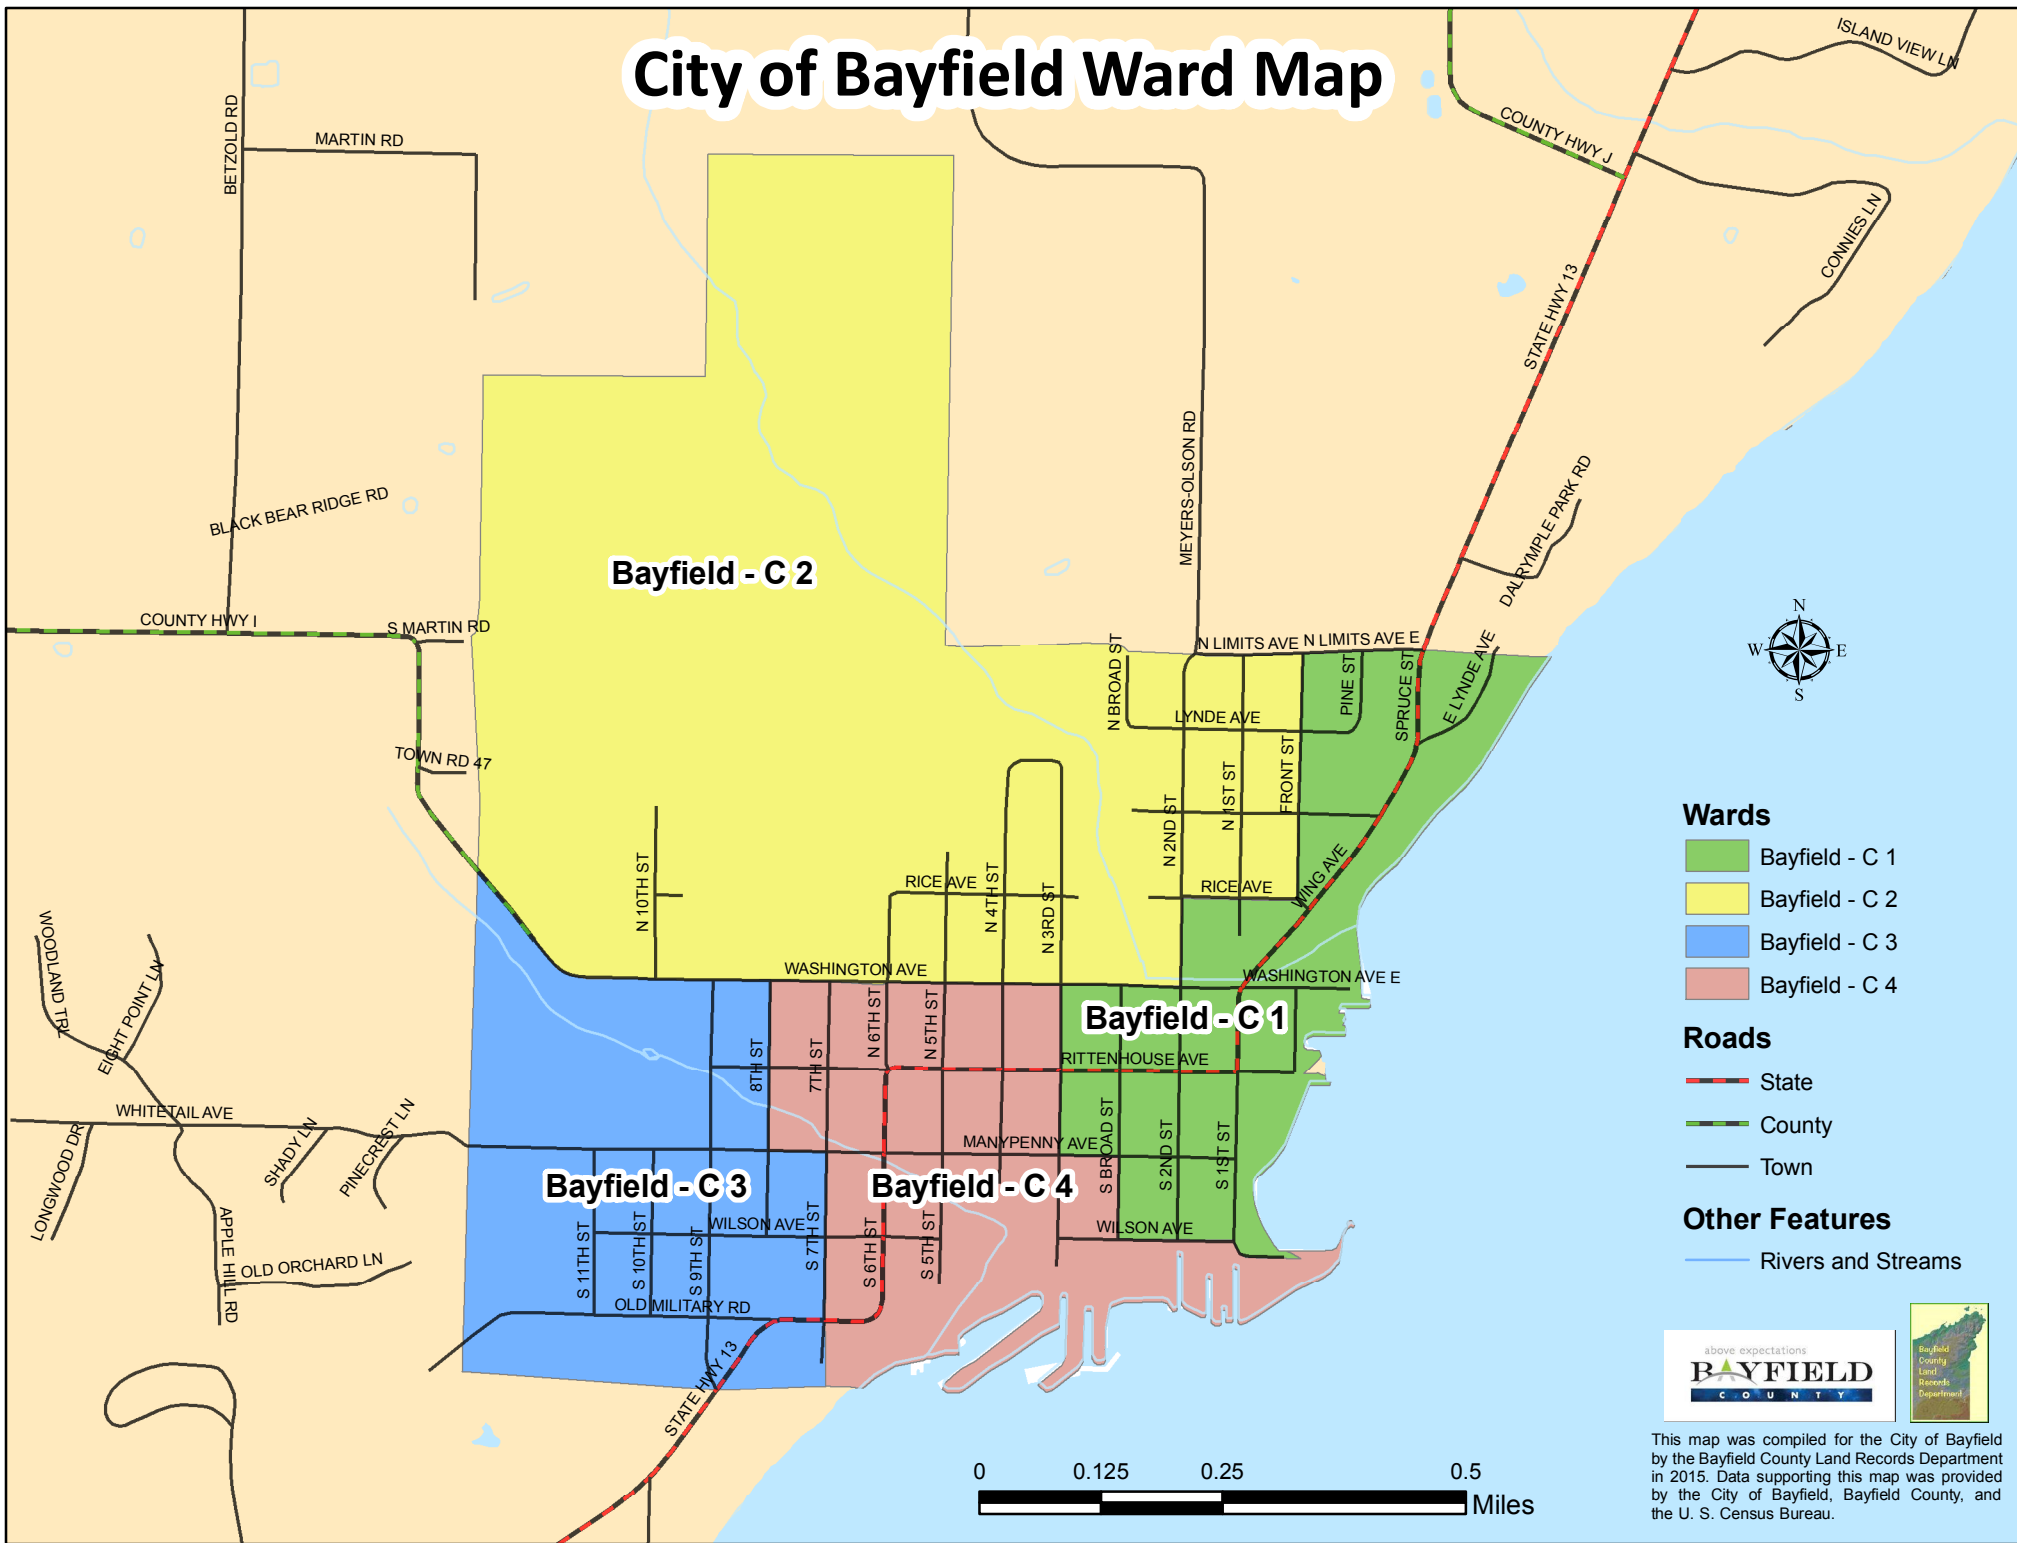 City of Bayfield Ward Map
ISLAND VIEW LN
BETZOLD RD
MARTIN RD
COUNTY HWY J
CONNIES LN
STATE HWY 13
MEYERS-OLSON RD
DALRYMPLE PARK RD
BLACK BEAR RIDGE RD
Bayfield - C 2
COUNTY HWY I
S MARTIN RD
N LIMITS AVE
N LIMITS AVE E
N BROAD ST
PINE ST
SPRUCE ST
E LYNDE AVE
LYNDE AVE
TOWN RD 47
FRONT ST
N 1ST ST
N 2ND ST
N 10TH ST
RICE AVE
N 4TH ST
N 3RD ST
RICE AVE
WING AVE
WASHINGTON AVE
WASHINGTON AVE E
WOODLAND TRL
EIGHT POINT LN
N 6TH ST
N 5TH ST
Bayfield - C 1
8TH ST
7TH ST
RITTENHOUSE AVE
WHITETAIL AVE
LONGWOOD DR
SHADY LN
PINECREST LN
MANYPENNY AVE
S BROAD ST
S 2ND ST
S 1ST ST
Bayfield - C 3
Bayfield - C 4
APPLE HILL RD
OLD ORCHARD LN
S 11TH ST
S 10TH ST
S 9TH ST
WILSON AVE
S 7TH ST
S 6TH ST
S 5TH ST
WILSON AVE
OLD MILITARY RD
STATE HWY 13
N
W
E
S
Wards
Bayfield - C 1
Bayfield - C 2
Bayfield - C 3
Bayfield - C 4
Roads
State
County
Town
Other Features
Rivers and Streams
above expectations
BAYFIELD
COUNTY
Bayfield
County
Land
Records
Department
This map was compiled for the City of Bayfield
by the Bayfield County Land Records Department
in 2015. Data supporting this map was provided
by the City of Bayfield, Bayfield County, and
the U. S. Census Bureau.
0 0.125 0.25 0.5
Miles